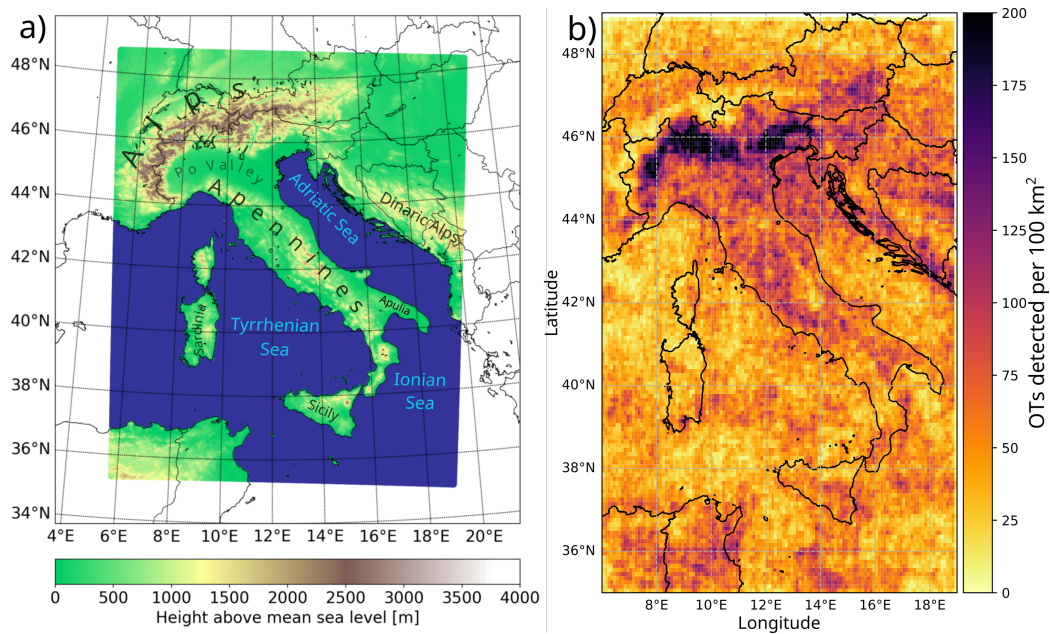 a)
48°N
46°N
44°N
42°N
40°N
38°N
36°N
34°N
4°E 6°E 8°E 10°E 12°E 14°E 16°E 18°E 20°E
Alps
Po Valley
Apennines
Adriatic Sea
Dinaric Alps
Apulia
Sardinia
Tyrrhenian
Sea
Ionian
Sea
Sicily
0 500 1000 1500 2000 2500 3000 3500 4000
Height above mean sea level [m]
b)
48°N
46°N
44°N
42°N
40°N
38°N
36°N
Latitude
8°E 10°E 12°E 14°E 16°E 18°E
Longitude
200
175
150
125
100
75
50
25
0
OTs detected per 100 km²